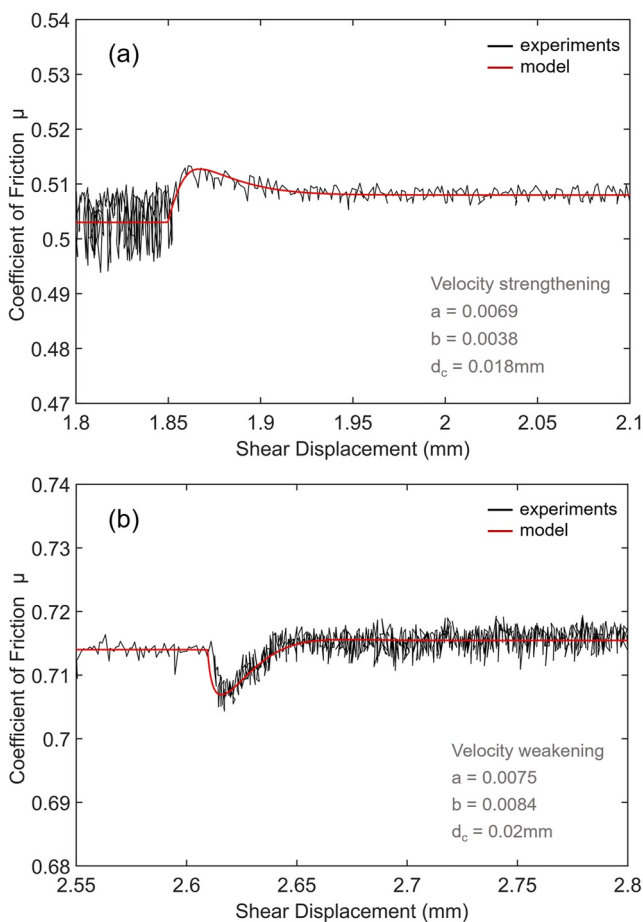 (a)
experiments
model
0.54
0.53
0.52
0.51
0.5
0.49
0.48
0.47
Coefficient of Friction μ
Velocity strengthening
a = 0.0069
b = 0.0038
d_c = 0.018mm
1.8 1.85 1.9 1.95 2 2.05 2.1
Shear Displacement (mm)
(b)
experiments
model
0.74
0.73
0.72
0.71
0.7
0.69
0.68
Coefficient of Friction μ
Velocity weakening
a = 0.0075
b = 0.0084
d_c = 0.02mm
2.55 2.6 2.65 2.7 2.75 2.8
Shear Displacement (mm)